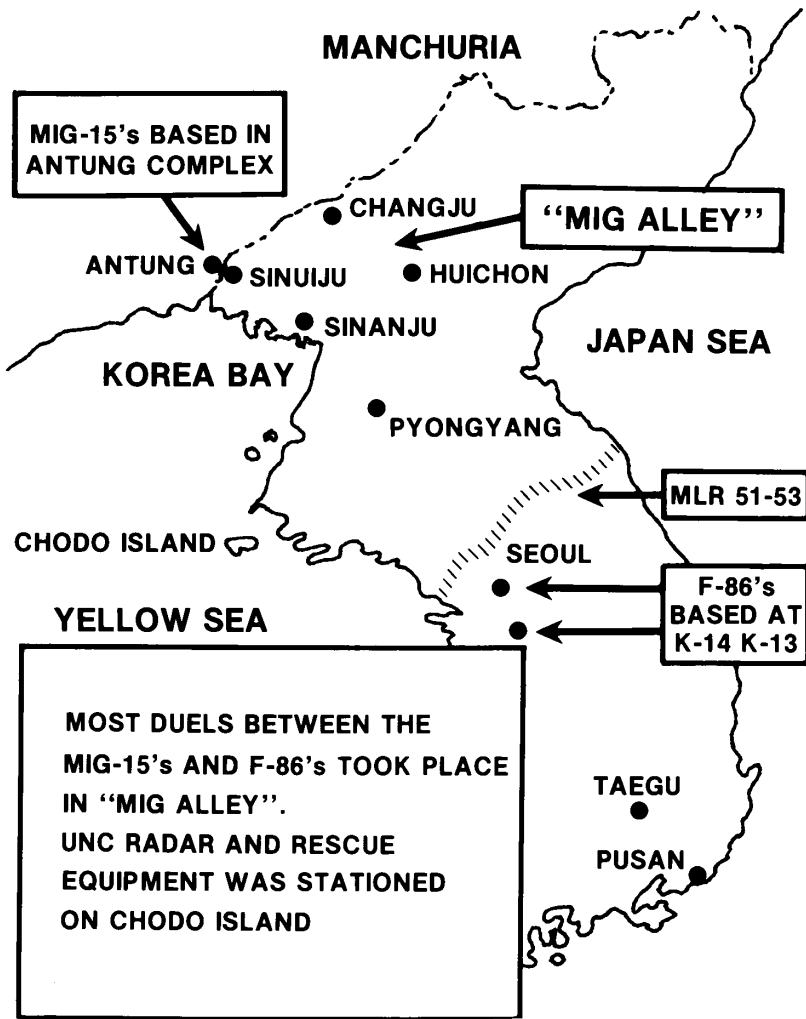 MANCHURIA
MIG-15's BASED IN
ANTUNG COMPLEX
CHANGJU
“MIG ALLEY”
ANTUNG
SINUIJU
HUICHON
SINANJU
JAPAN SEA
KOREA BAY
PYONGYANG
MLR 51-53
CHODO ISLAND
SEOUL
F-86's
BASED AT
K-14 K-13
YELLOW SEA
MOST DUELS BETWEEN THE
MIG-15's AND F-86's TOOK PLACE
IN “MIG ALLEY”.
UNC RADAR AND RESCUE
EQUIPMENT WAS STATIONED
ON CHODO ISLAND
TAEGU
PUSAN